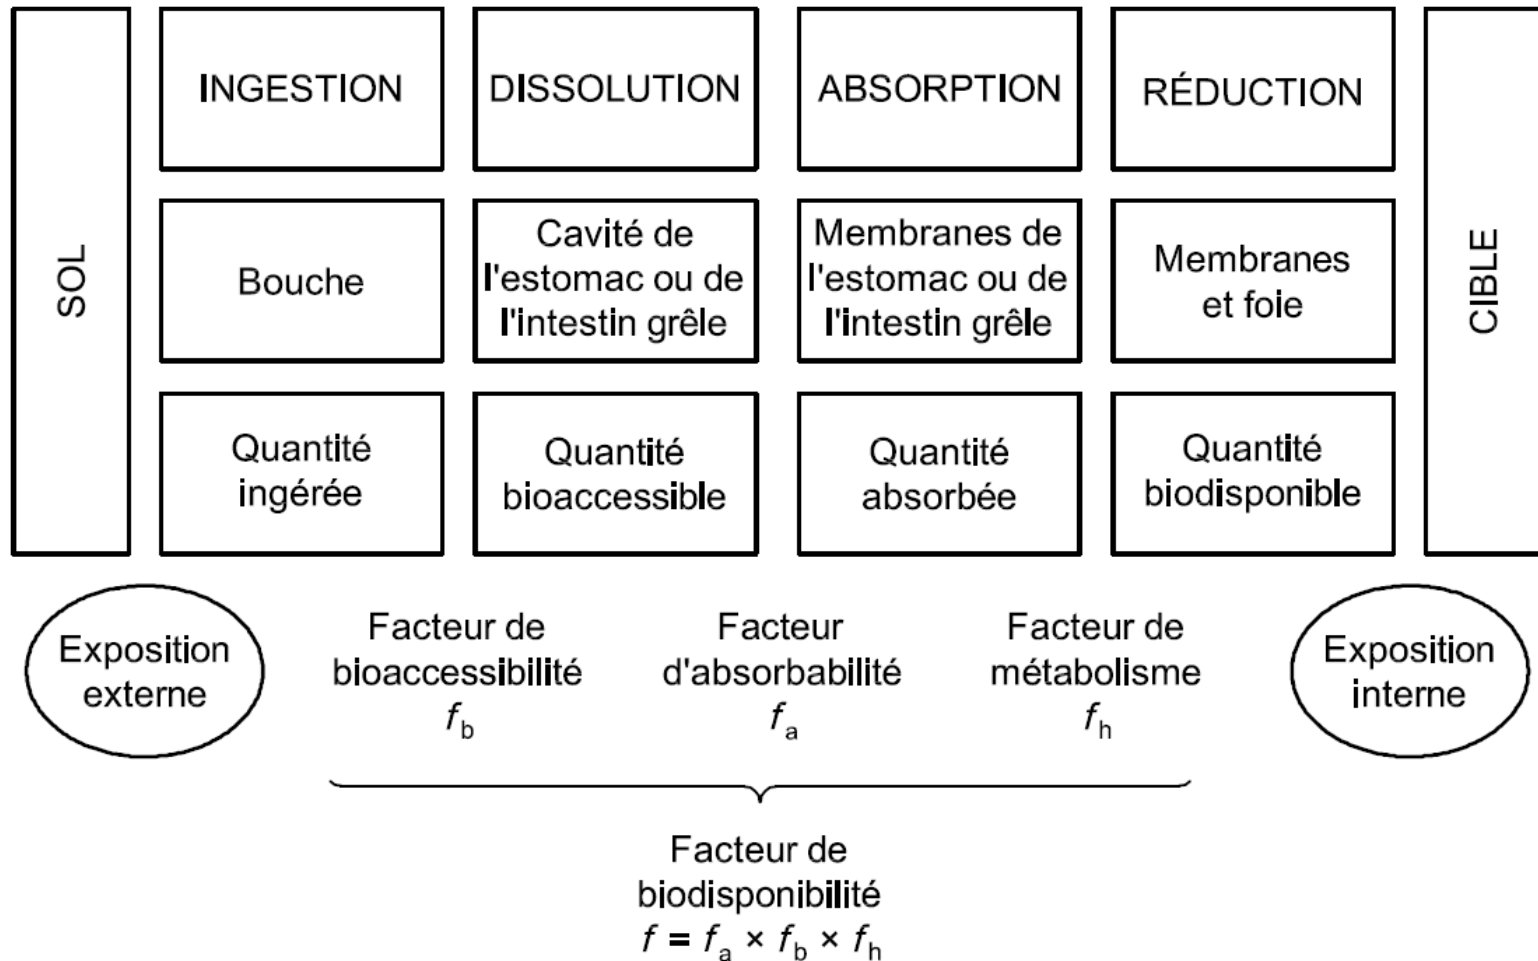 SOL
INGESTION
DISSOLUTION
ABSORPTION
RÉDUCTION
CIBLE
Bouche
Cavité de
l'estomac ou de
l'intestin grêle
Membranes de
l'estomac ou de
l'intestin grêle
Membranes
et foie
Quantité
ingérée
Quantité
bioaccessible
Quantité
absorbée
Quantité
biodisponible
Exposition
externe
Facteur de
bioaccessibilité
f_b
Facteur
d'absorbabilité
f_a
Facteur de
métabolisme
f_h
Exposition
interne
Facteur de
biodisponibilité
f = f_a × f_b × f_h